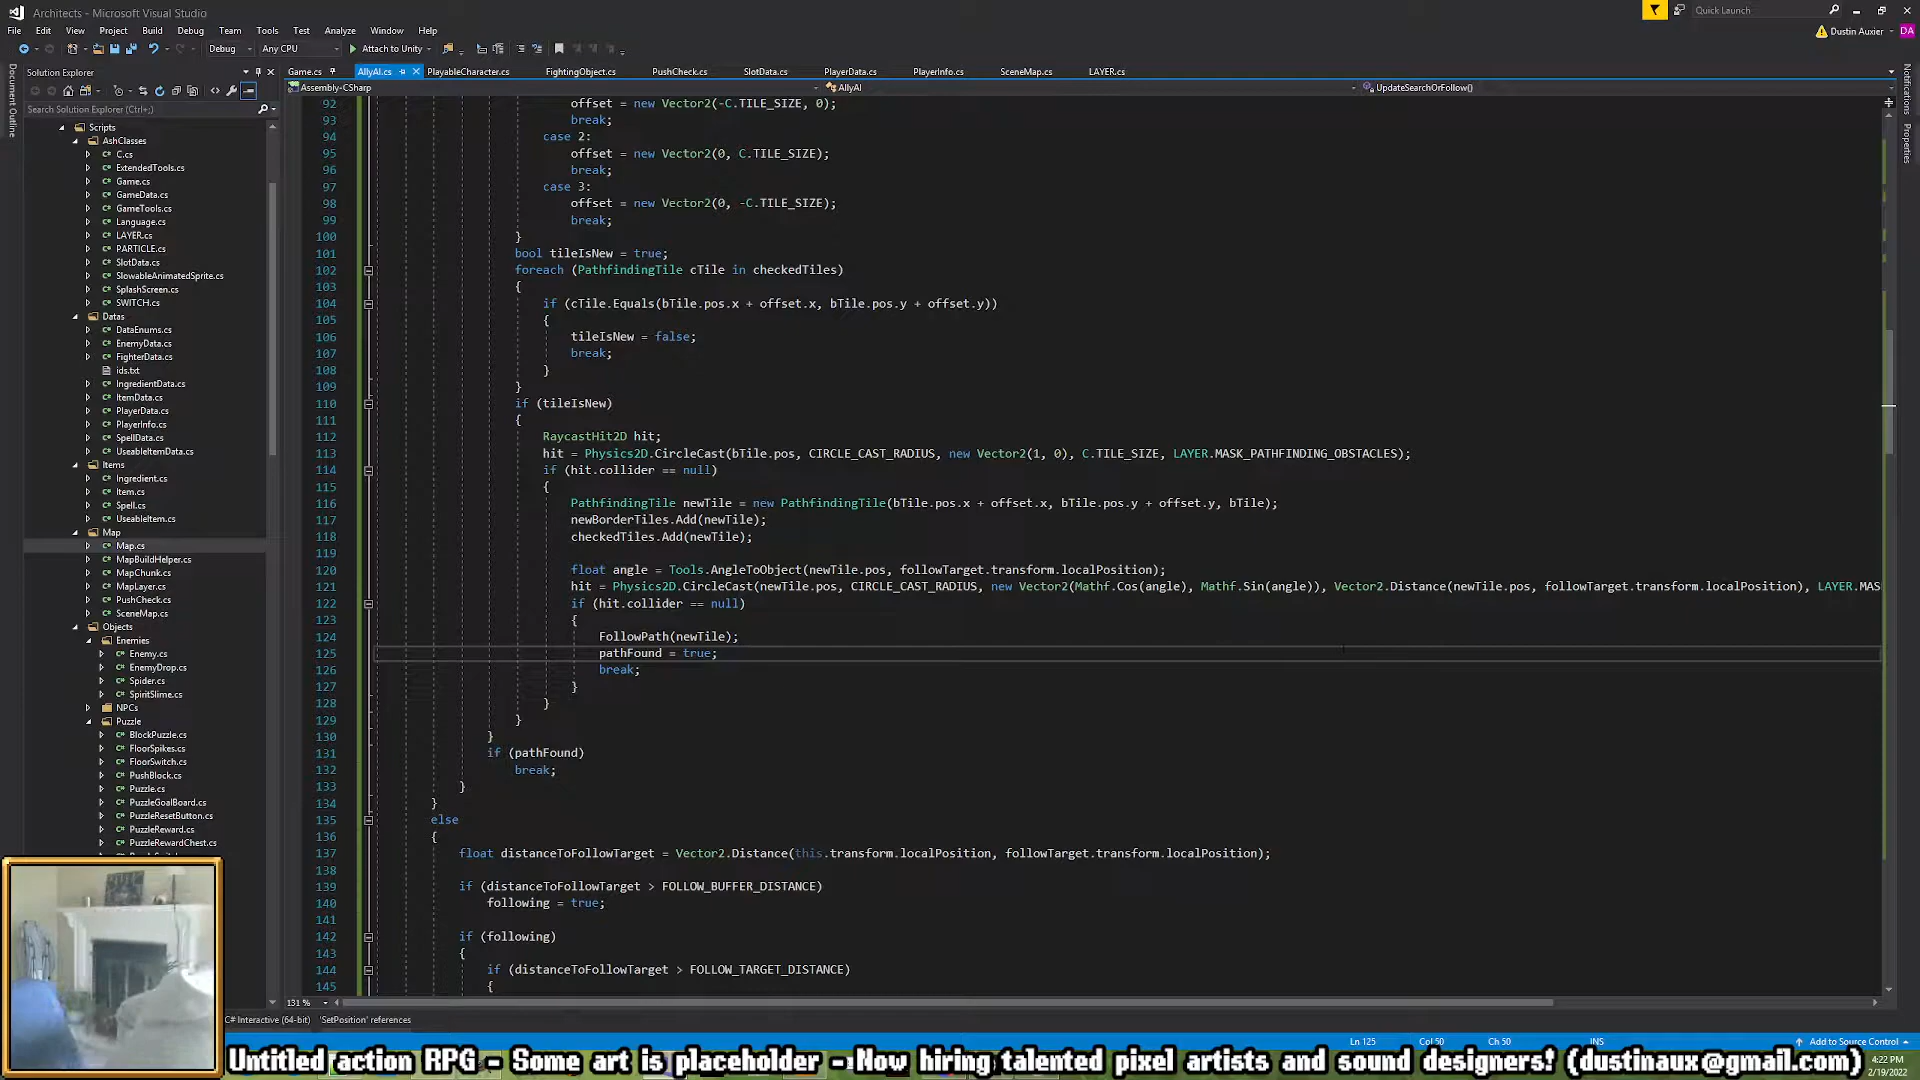 Architects - Microsoft Visual Studio
Quick Launch
File Edit View Project Build Debug Team Tools Test Analyze Window Help
Dustin Auxier DA
Debug Any CPU Attach to Unity
Document Outline
Notifications
Properties
Solution Explorer
Search Solution Explorer (Ctrl+;)
Game.cs AllyAI.cs PlayableCharacter.cs FightingObject.cs PushCheck.cs SlotData.cs PlayerData.cs PlayerInfo.cs SceneMap.cs LAYER.cs
Assembly-CSharp AllyAI UpdateSearchOrFollow()
Scripts
AshClasses
C.cs
ExtendedTools.cs
Game.cs
GameData.cs
GameTools.cs
Language.cs
LAYER.cs
PARTICLE.cs
SlotData.cs
SlowableAnimatedSprite.cs
SplashScreen.cs
SWITCH.cs
Datas
DataEnums.cs
EnemyData.cs
FighterData.cs
ids.txt
IngredientData.cs
ItemData.cs
PlayerData.cs
PlayerInfo.cs
SpellData.cs
UseableItemData.cs
Items
Ingredient.cs
Item.cs
Spell.cs
UseableItem.cs
Map
Map.cs
MapBuildHelper.cs
MapChunk.cs
MapLayer.cs
PushCheck.cs
SceneMap.cs
Objects
Enemies
Enemy.cs
EnemyDrop.cs
Spider.cs
SpiritSlime.cs
NPCs
Puzzle
BlockPuzzle.cs
FloorSpikes.cs
FloorSwitch.cs
PushBlock.cs
Puzzle.cs
PuzzleGoalBoard.cs
PuzzleResetButton.cs
PuzzleReward.cs
PuzzleRewardChest.cs
92 offset = new Vector2(-C.TILE_SIZE, 0);
93 break;
94 case 2:
95 offset = new Vector2(0, C.TILE_SIZE);
96 break;
97 case 3:
98 offset = new Vector2(0, -C.TILE_SIZE);
99 break;
100 }
101 bool tileIsNew = true;
102 foreach (PathfindingTile cTile in checkedTiles)
103 {
104 if (cTile.Equals(bTile.pos.x + offset.x, bTile.pos.y + offset.y))
105 {
106 tileIsNew = false;
107 break;
108 }
109 }
110 if (tileIsNew)
111 {
112 RaycastHit2D hit;
113 hit = Physics2D.CircleCast(bTile.pos, CIRCLE_CAST_RADIUS, new Vector2(1, 0), C.TILE_SIZE, LAYER.MASK_PATHFINDING_OBSTACLES);
114 if (hit.collider == null)
115 {
116 PathfindingTile newTile = new PathfindingTile(bTile.pos.x + offset.x, bTile.pos.y + offset.y, bTile);
117 newBorderTiles.Add(newTile);
118 checkedTiles.Add(newTile);
119
120 float angle = Tools.AngleToObject(newTile.pos, followTarget.transform.localPosition);
121 hit = Physics2D.CircleCast(newTile.pos, CIRCLE_CAST_RADIUS, new Vector2(Mathf.Cos(angle), Mathf.Sin(angle)), Vector2.Distance(newTile.pos, followTarget.transform.localPosition), LAYER.MAS
122 if (hit.collider == null)
123 {
124 FollowPath(newTile);
125 pathFound = true;
126 break;
127 }
128 }
129 }
130 }
131 if (pathFound)
132 break;
133 }
134 }
135 else
136 {
137 float distanceToFollowTarget = Vector2.Distance(this.transform.localPosition, followTarget.transform.localPosition);
138
139 if (distanceToFollowTarget > FOLLOW_BUFFER_DISTANCE)
140 following = true;
141
142 if (following)
143 {
144 if (distanceToFollowTarget > FOLLOW_TARGET_DISTANCE)
145 {
131 %
C# Interactive (64-bit) 'SetPosition' references
Ln 125 Col 50 Ch 50 INS Add to Source Control
Untitled action RPG - Some art is placeholder - Now hiring talented pixel artists and sound designers! (dustinaux@gmail.com)
4:22 PM
2/19/2022